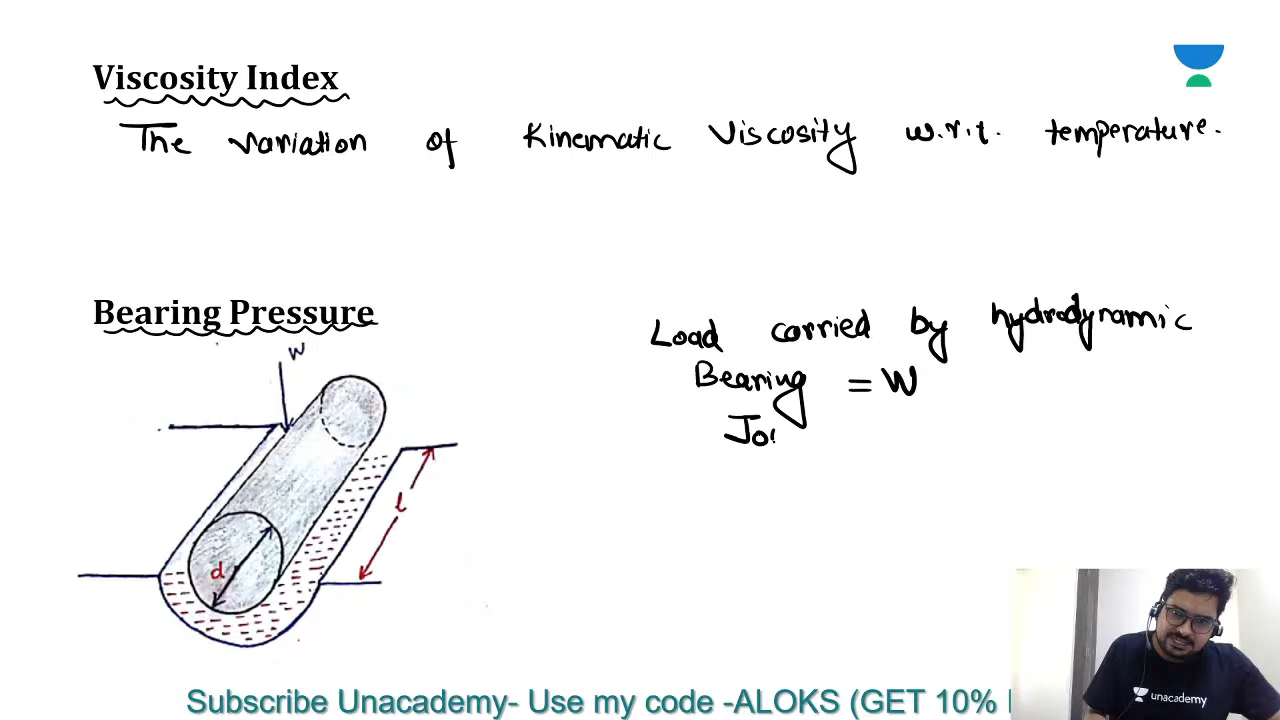 Viscosity Index
The variation of Kinematic Viscosity w.r.t. temperature.
Bearing Pressure
W
Load carried by hydrodynamic
Bearing = W
Jo
l
d
unacademy
Subscribe Unacademy- Use my code -ALOKS (GET 10%